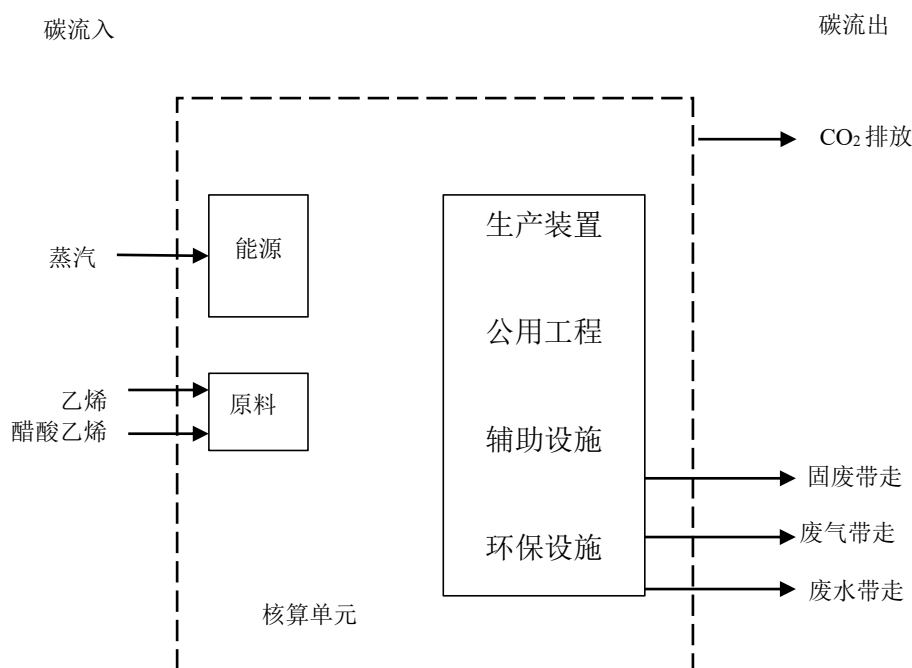 碳流入
碳流出
CO₂ 排放
生产装置
能源
蒸汽
公用工程
原料
乙烯
醋酸乙烯
辅助设施
固废带走
废气带走
环保设施
废水带走
核算单元